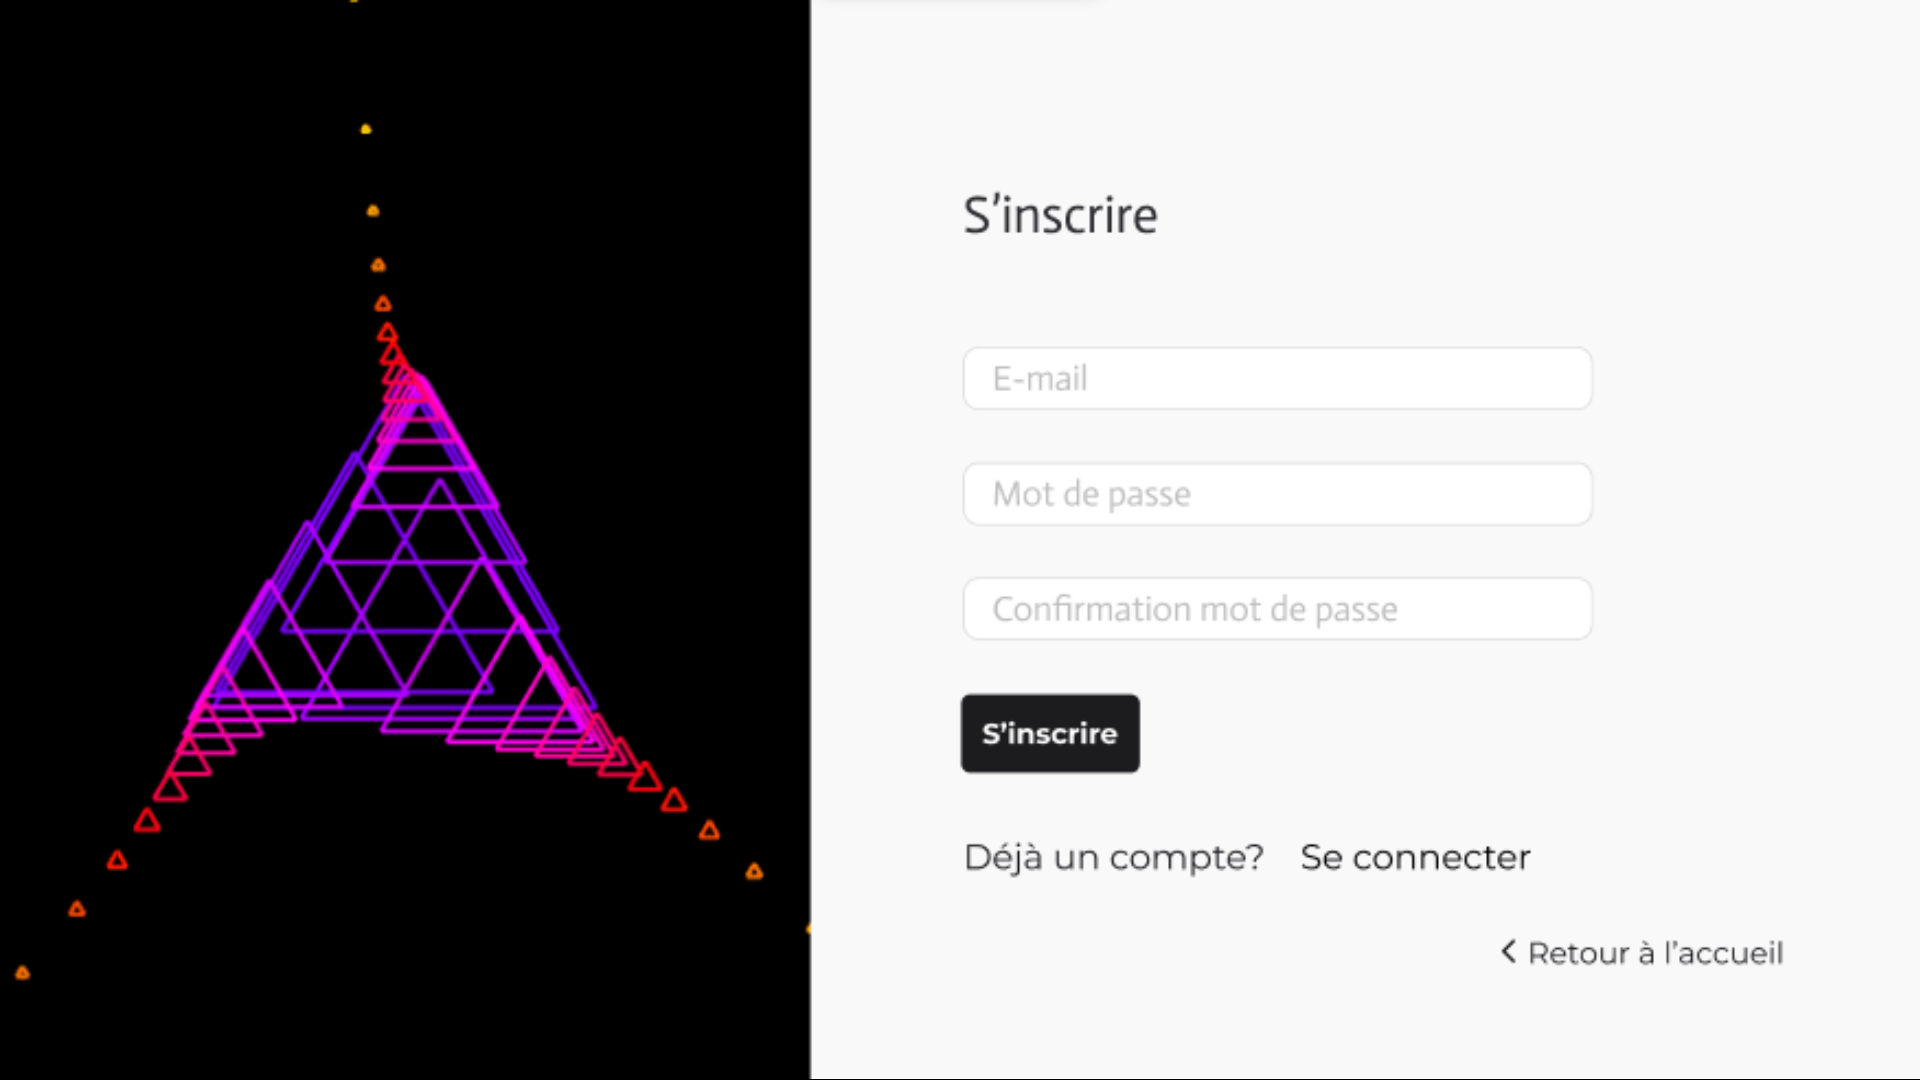 S’inscrire
E-mail
Mot de passe
Confirmation mot de passe
S’inscrire
Déjà un compte? Se connecter
Retour à l’accueil